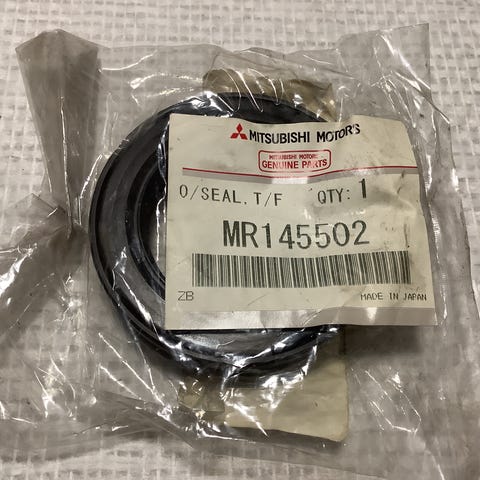 MITSUBISHI MOTORS
MITSUBISHI MOTORS
GENUINE PARTS
O/SEAL,T/F QTY: 1
MR145502
ZB MADE IN JAPAN